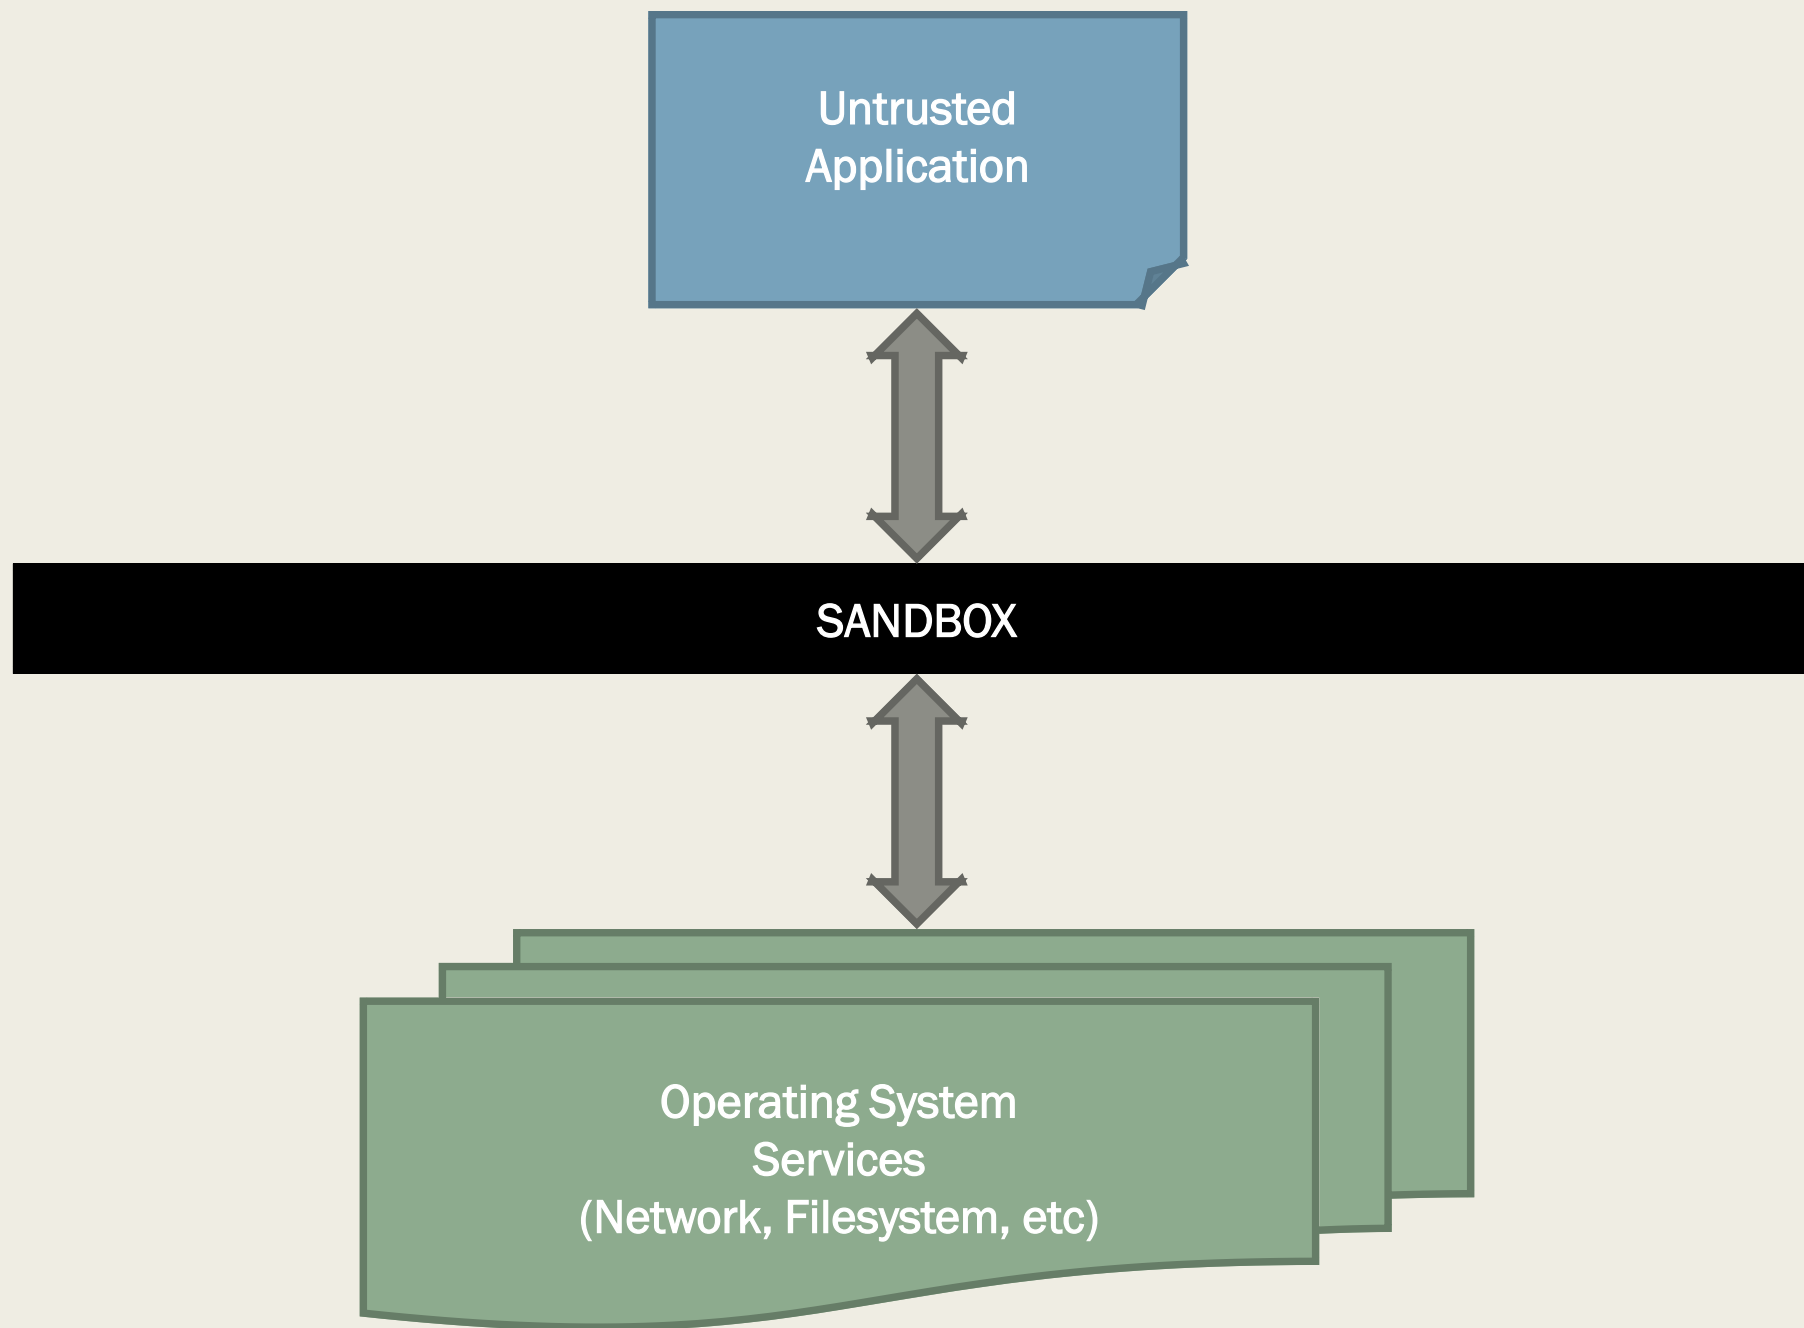 Untrusted
Application
SANDBOX
Operating System
Services
(Network, Filesystem, etc)